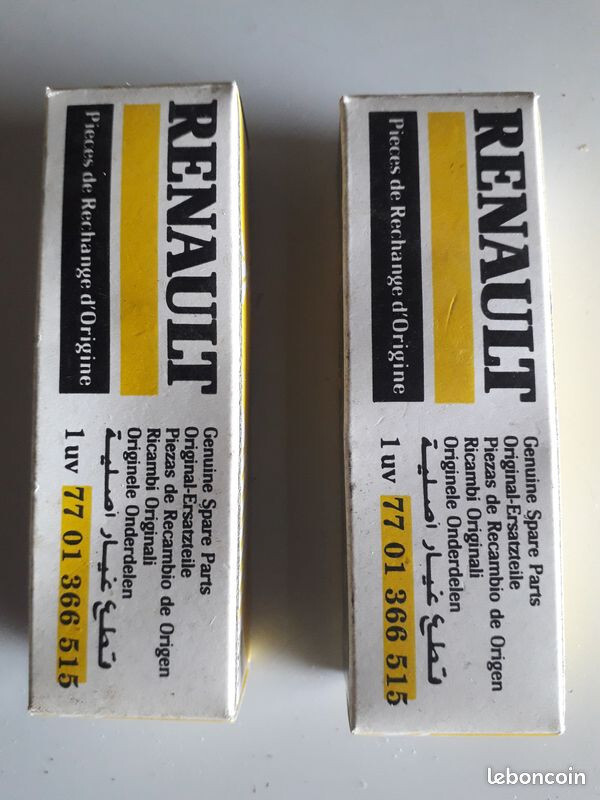 RENAULT
Pieces de Rechange d'Origine
Genuine Spare Parts
Original-Ersatzteile
Piezas de Recambio de Origen
Ricambi Originali
Originele Onderdelen
قطع غيار أصلية
1 uv 77 01 366 515
RENAULT
Pieces de Rechange d'Origine
Genuine Spare Parts
Original-Ersatzteile
Piezas de Recambio de Origen
Ricambi Originali
Originele Onderdelen
قطع غيار أصلية
1 uv 77 01 366 515
leboncoin